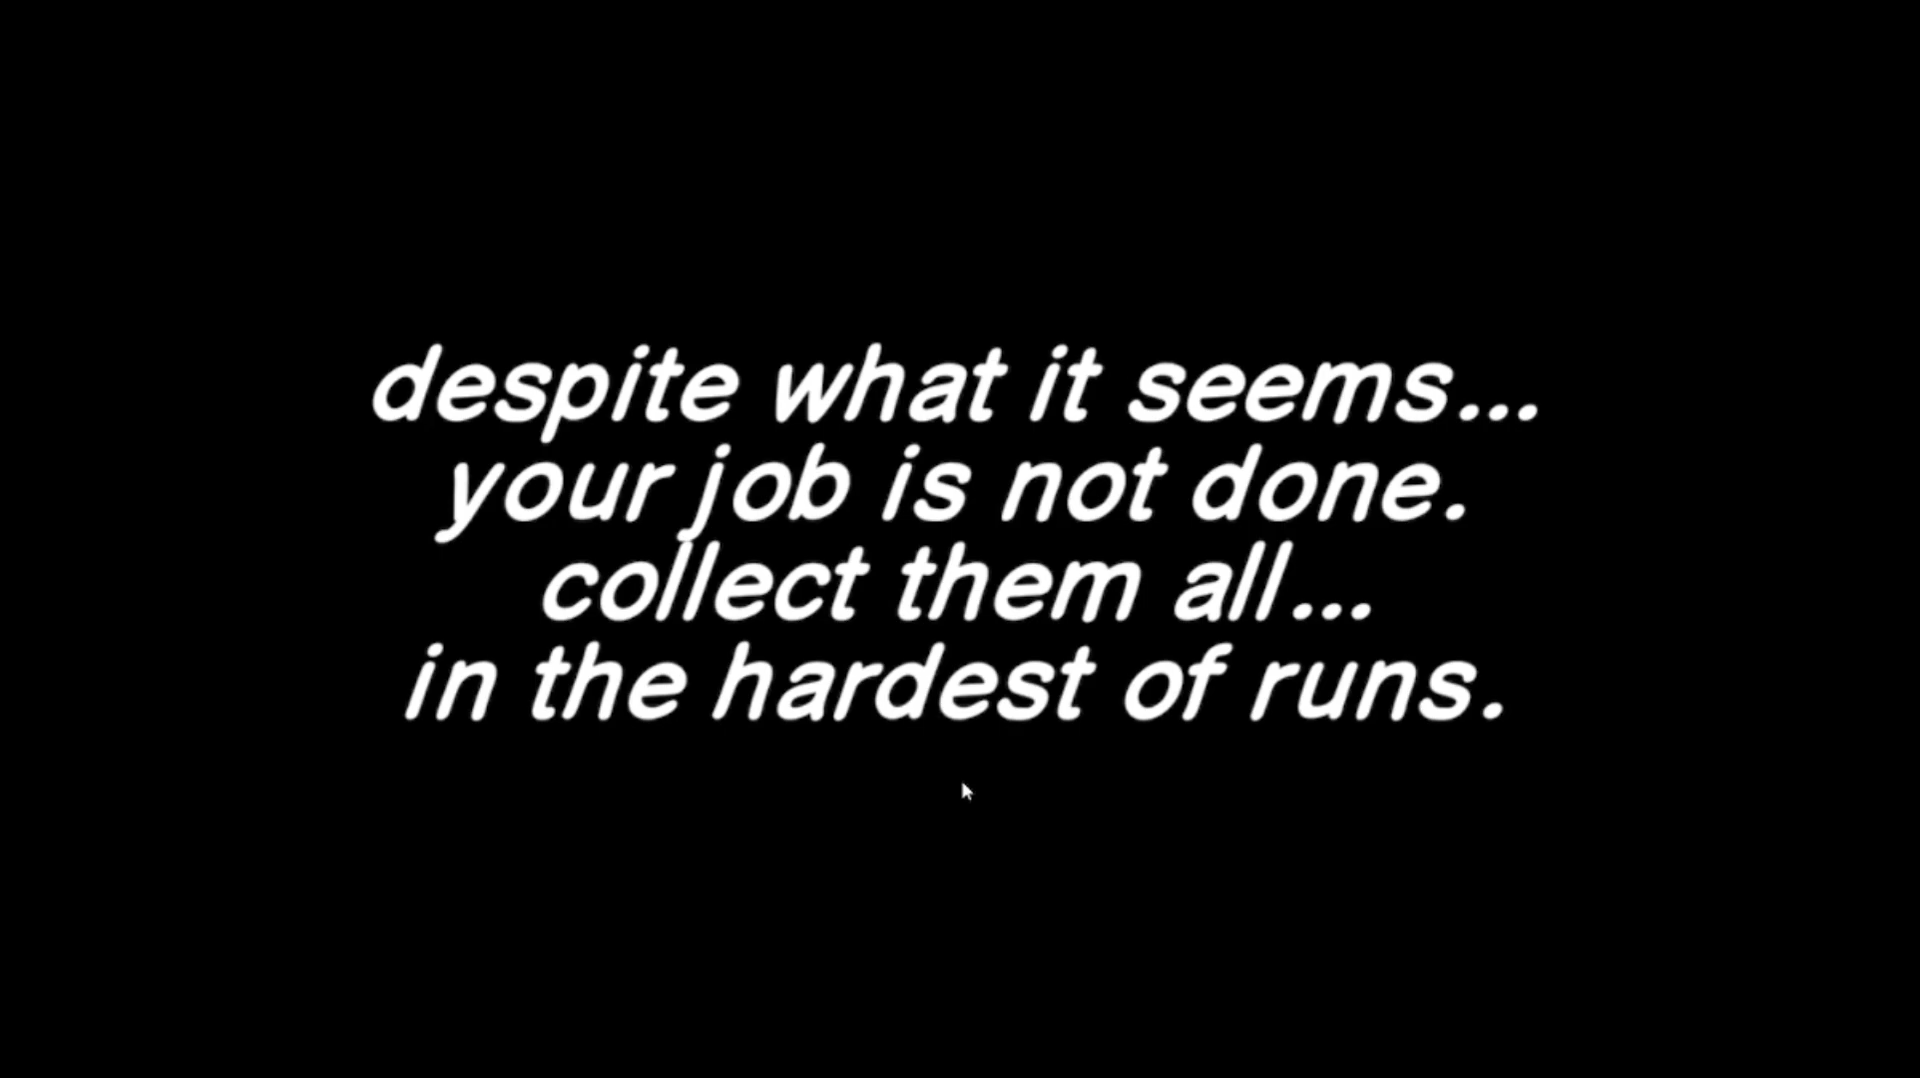 despite what it seems...
your job is not done.
collect them all...
in the hardest of runs.